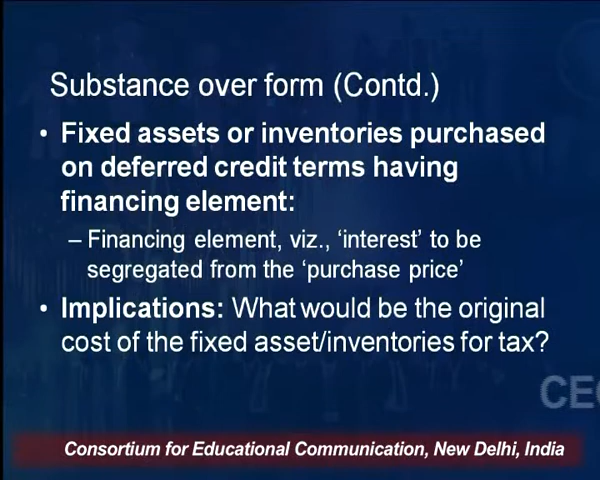 Substance over form (Contd.)
• Fixed assets or inventories purchased
on deferred credit terms having
financing element:
– Financing element, viz., ‘interest’ to be
segregated from the ‘purchase price’
• Implications: What would be the original
cost of the fixed asset/inventories for tax?
CEC
Consortium for Educational Communication, New Delhi, India